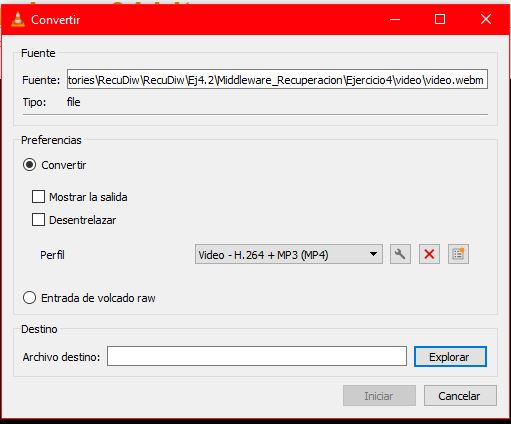 Convertir
Fuente
Fuente: tories\RecuDiw\RecuDiw\Ej4.2\Middleware_Recuperacion\Ejercicio4\video\video.webm
Tipo: file
Preferencias
Convertir
Mostrar la salida
Desentrelazar
Perfil Video - H.264 + MP3 (MP4)
Entrada de volcado raw
Destino
Archivo destino: Explorar
Iniciar Cancelar